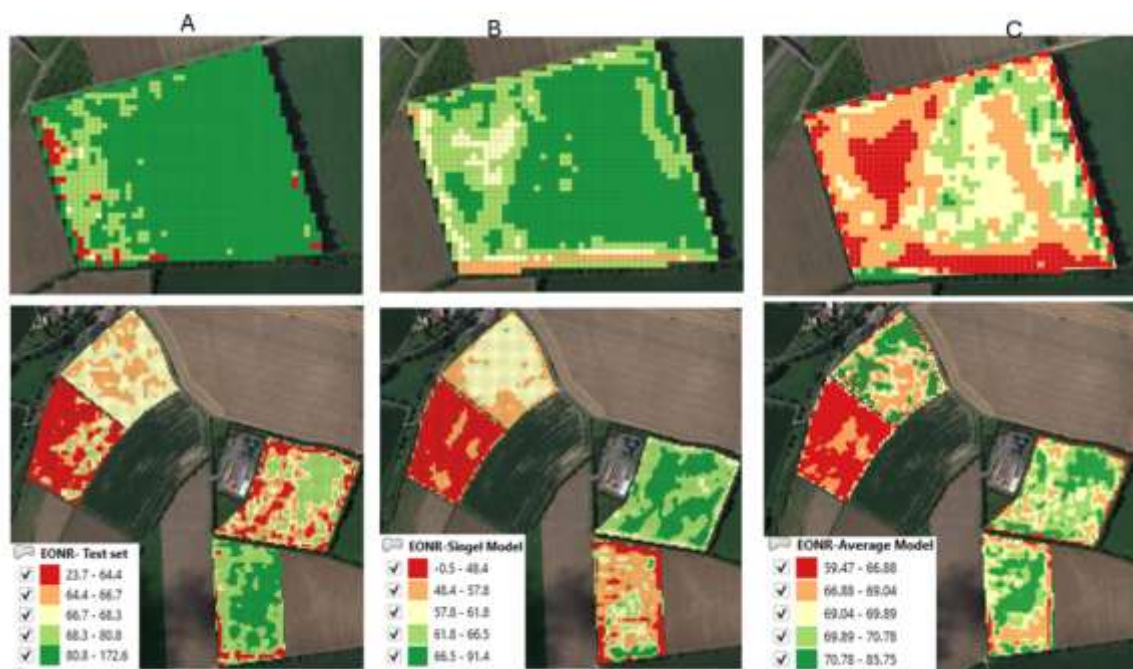 A
B
C
EONR- Test set
23.7 - 64.4
64.4 - 66.7
66.7 - 68.3
68.3 - 80.8
80.8 - 172.6
EONR-Singel Model
-0.5 - 48.4
48.4 - 57.8
57.8 - 61.8
61.8 - 66.5
66.5 - 91.4
EONR-Average Model
59.47 - 66.88
66.88 - 69.04
69.04 - 69.89
69.89 - 70.78
70.78 - 85.75